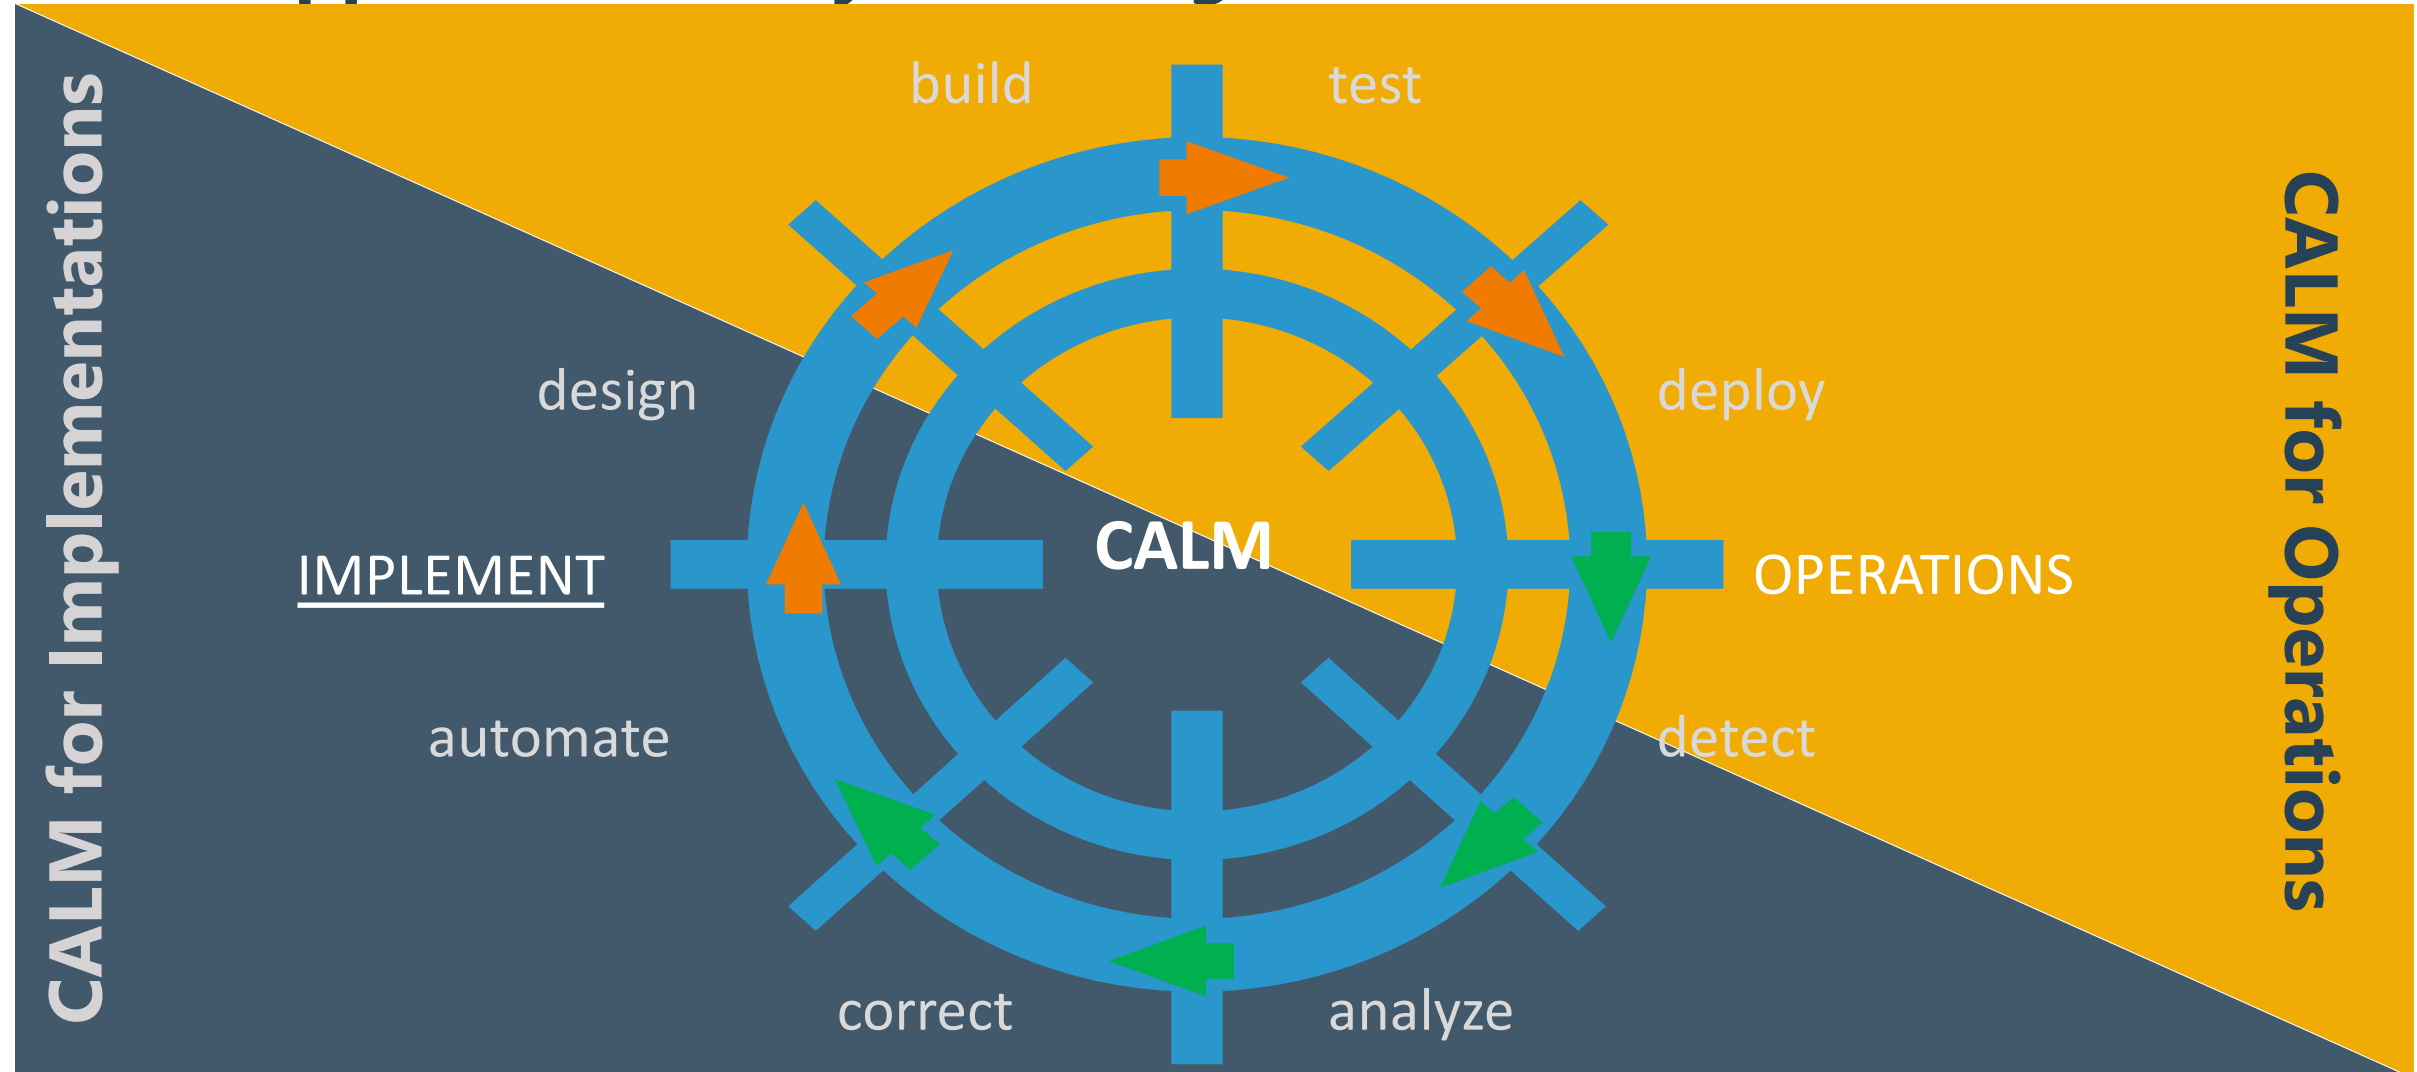 CALM for Implementations
build
test
design
deploy
IMPLEMENT
CALM
OPERATIONS
automate
detect
correct
analyze
CALM for Operations